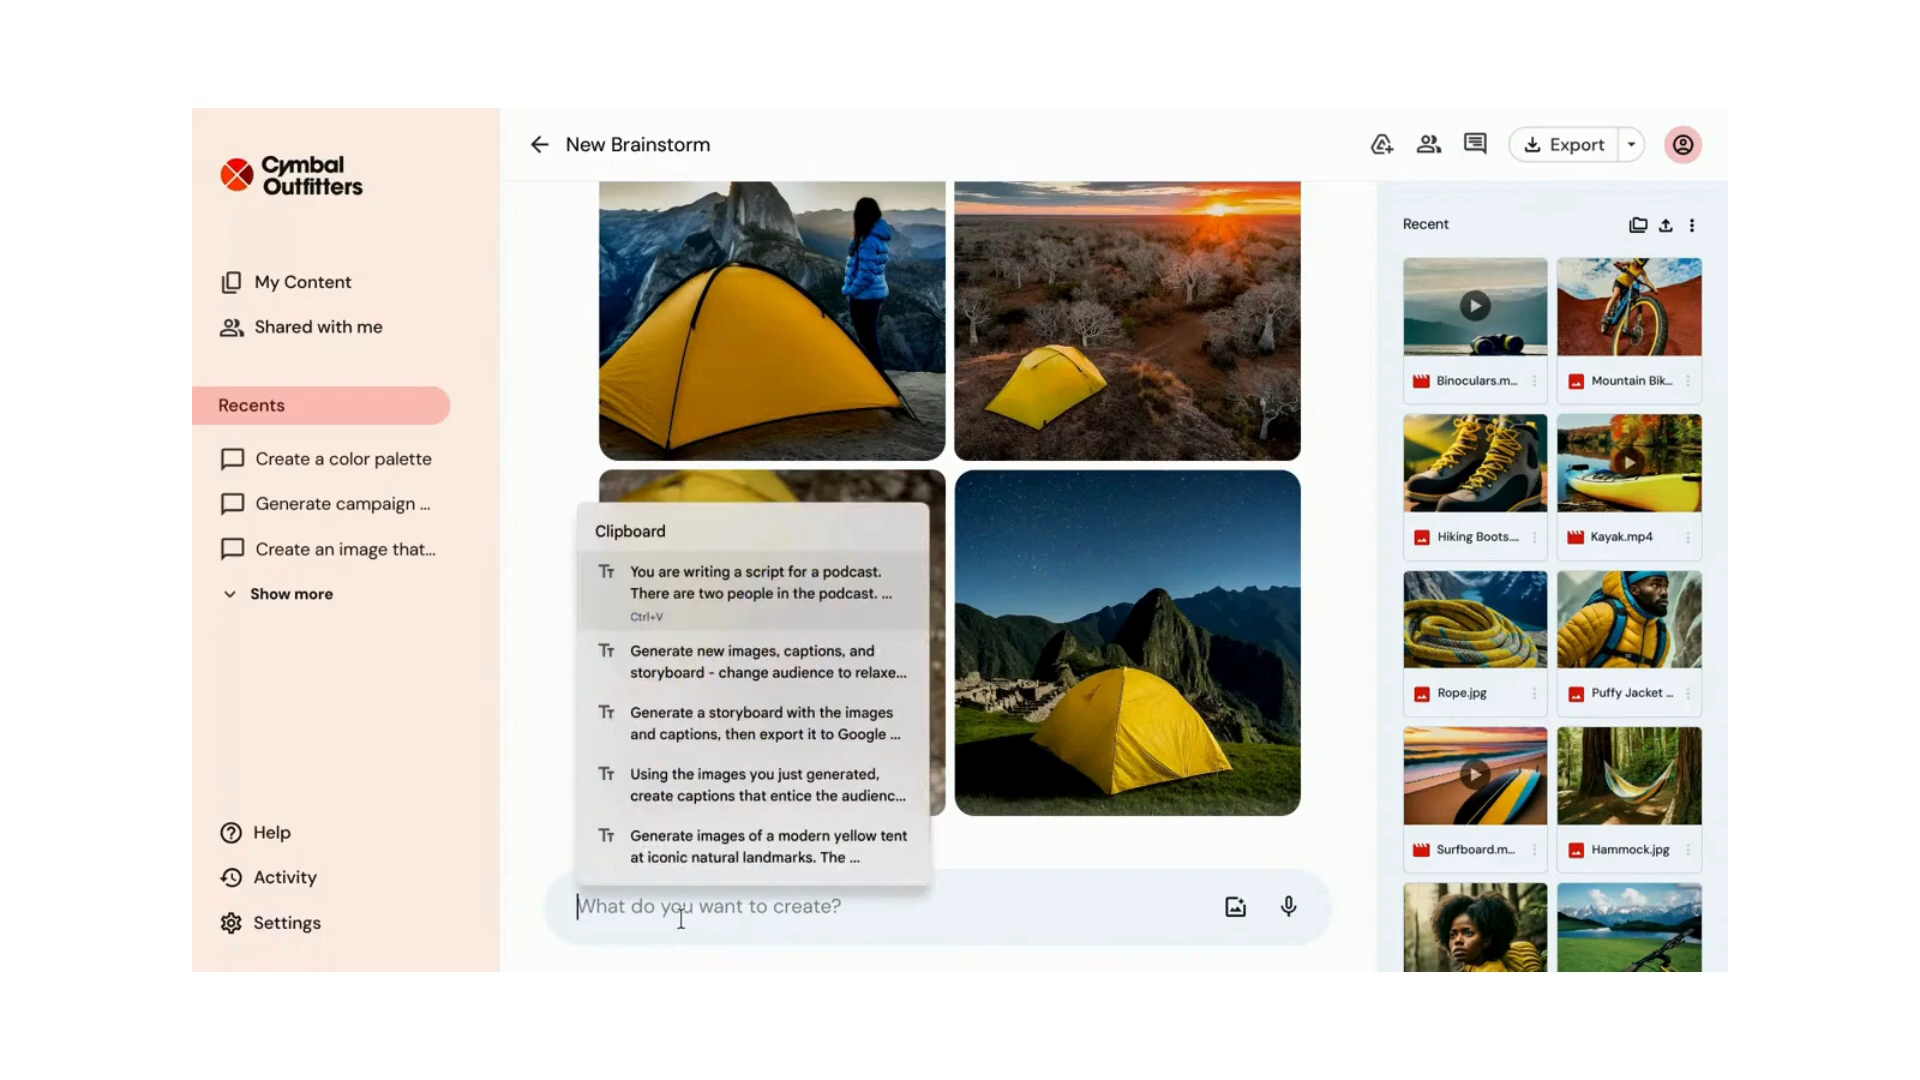 Cymbal
Outfitters
My Content
Shared with me
Recents
Create a color palette
Generate campaign ...
Create an image that...
Show more
Help
Activity
Settings
New Brainstorm
Export
Clipboard
You are writing a script for a podcast.
There are two people in the podcast. ...
Ctrl+V
Generate new images, captions, and
storyboard - change audience to relaxe...
Generate a storyboard with the images
and captions, then export it to Google ...
Using the images you just generated,
create captions that entice the audienc...
Generate images of a modern yellow tent
at iconic natural landmarks. The ...
What do you want to create?
Recent
Binoculars.m...
Mountain Bik...
Hiking Boots....
Kayak.mp4
Rope.jpg
Puffy Jacket ...
Surfboard.m...
Hammock.jpg